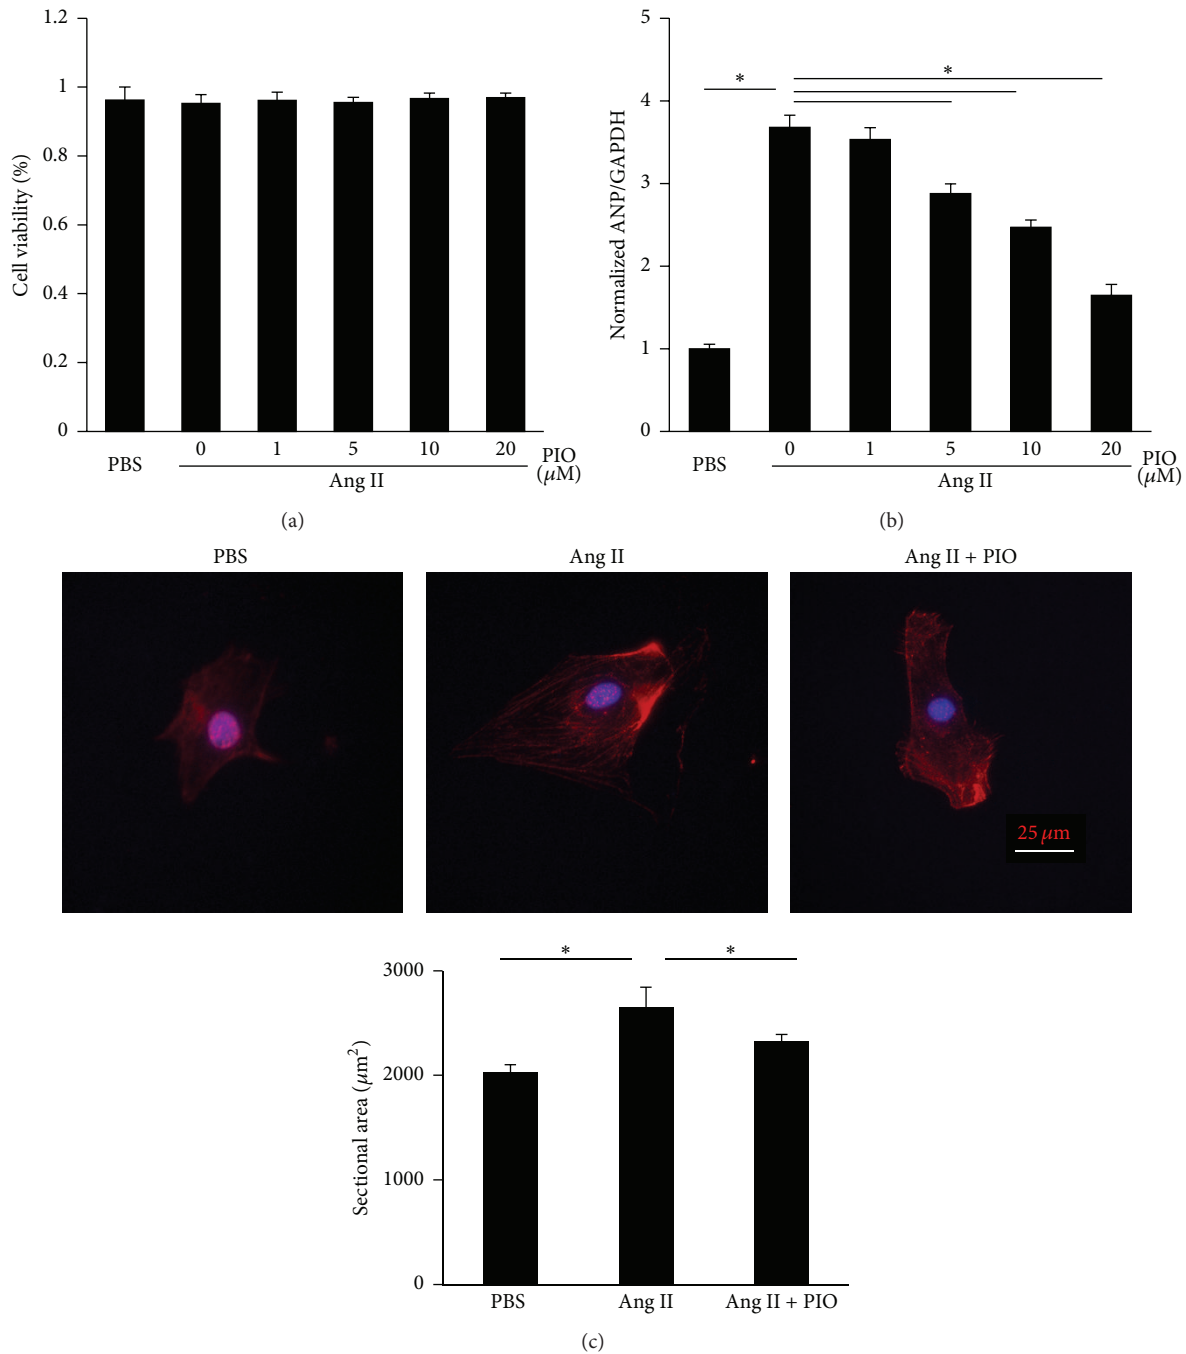 1.2
1
0.8
0.6
0.4
0.2
0
Cell viability (%)
PBS
0 1 5 10 20
Ang II
PIO
(μM)
(a)
5
4
3
2
1
0
Normalized ANP/GAPDH
*
*
PBS
0 1 5 10 20
Ang II
PIO
(μM)
(b)
PBS
Ang II
Ang II + PIO
25 μm
*
*
3000
2000
1000
0
Sectional area (μm²)
PBS
Ang II
Ang II + PIO
(c)